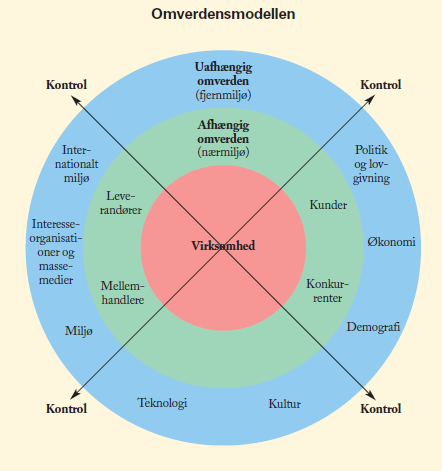 Omverdensmodellen
Uafhængig
omverden
(fjernmiljø)
Kontrol
Kontrol
Afhængig
omverden
(nærmiljø)
Inter-
nationalt
miljø
Politik
og lov-
givning
Leve-
randører
Kunder
Interesse-
organisati-
oner og
masse-
medier
Virksomhed
Økonomi
Mellem-
handlere
Konkur-
renter
Miljø
Demografi
Teknologi
Kultur
Kontrol
Kontrol